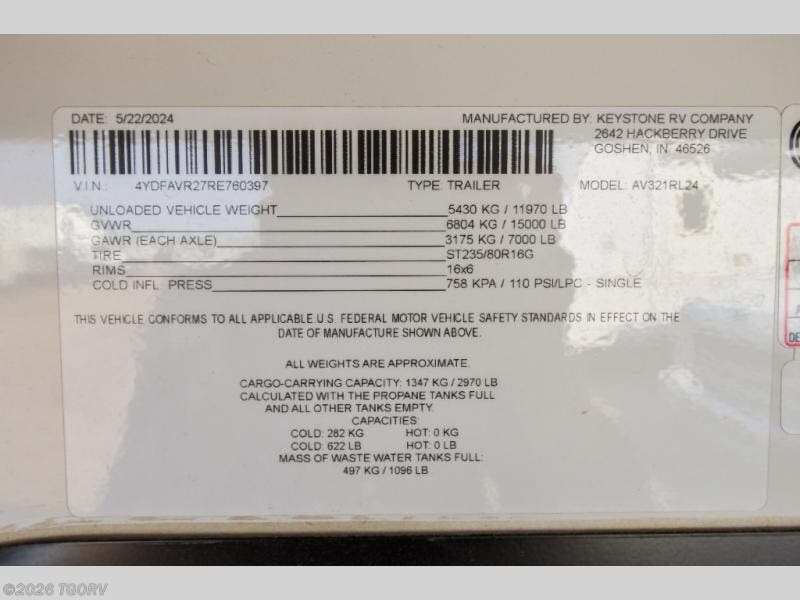 DATE: 5/22/2024 MANUFACTURED BY: KEYSTONE RV COMPANY
2642 HACKBERRY DRIVE
GOSHEN, IN 46526
V.I.N.: 4YDFAVR27RE760397 TYPE: TRAILER MODEL: AV321RL24
UNLOADED VEHICLE WEIGHT 5430 KG / 11970 LB
GVWR 6804 KG / 15000 LB
GAWR (EACH AXLE) 3175 KG / 7000 LB
TIRE ST235/80R16G
RIMS 16x6
COLD INFL PRESS 758 KPA / 110 PSI/LPC - SINGLE
THIS VEHICLE CONFORMS TO ALL APPLICABLE U.S. FEDERAL MOTOR VEHICLE SAFETY STANDARDS IN EFFECT ON THE
DATE OF MANUFACTURE SHOWN ABOVE.
ALL WEIGHTS ARE APPROXIMATE.
CARGO-CARRYING CAPACITY: 1347 KG / 2970 LB
CALCULATED WITH THE PROPANE TANKS FULL
AND ALL OTHER TANKS EMPTY.
CAPACITIES:
COLD: 282 KG HOT: 0 KG
COLD: 622 LB HOT: 0 LB
MASS OF WASTE WATER TANKS FULL:
497 KG / 1096 LB
DE
©2026 TGORV